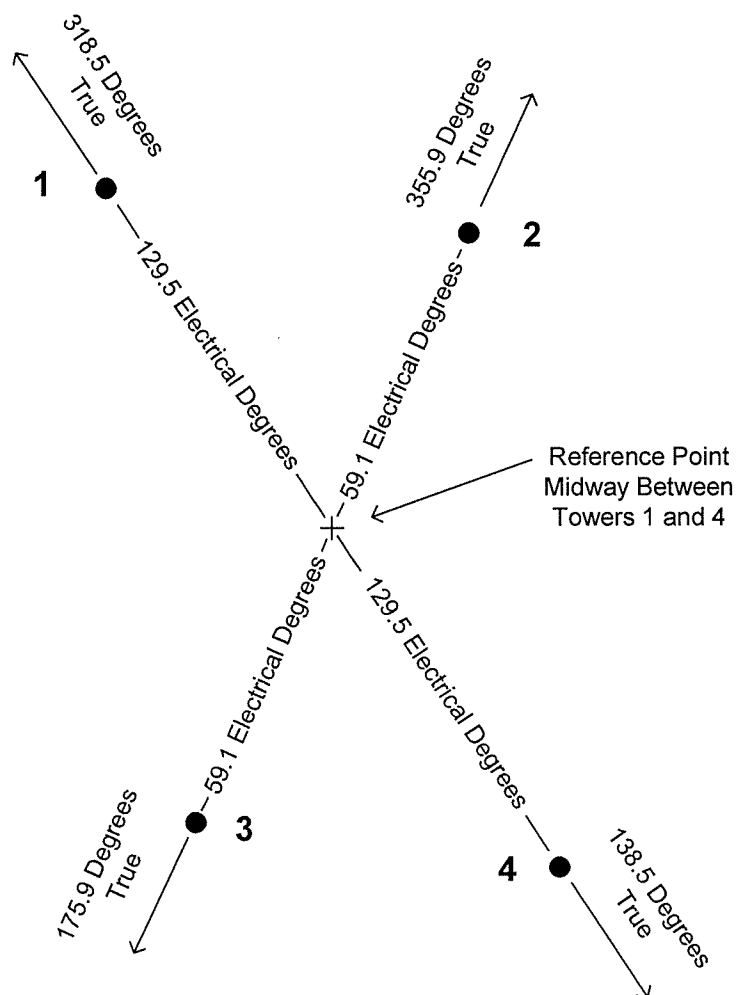 318.5 Degrees
True
355.9 Degrees
True
1
2
129.5 Electrical Degrees
59.1 Electrical Degrees
Reference Point
Midway Between
Towers 1 and 4
59.1 Electrical Degrees
129.5 Electrical Degrees
3
4
175.9 Degrees
True
138.5 Degrees
True